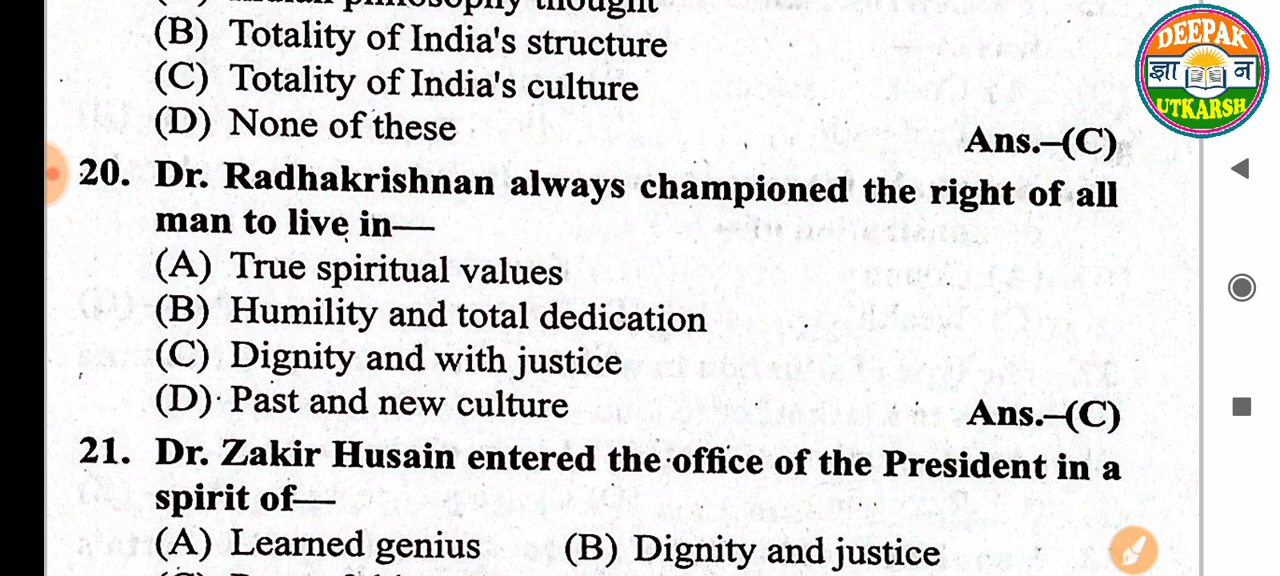 Indian philosophy thought
(B) Totality of India's structure
(C) Totality of India's culture
(D) None of these
Ans.–(C)
20. Dr. Radhakrishnan always championed the right of all
man to live in—
(A) True spiritual values
(B) Humility and total dedication
(C) Dignity and with justice
(D) Past and new culture
Ans.–(C)
21. Dr. Zakir Husain entered the office of the President in a
spirit of—
(A) Learned genius (B) Dignity and justice
DEEPAK
ज्ञा न
UTKARSH